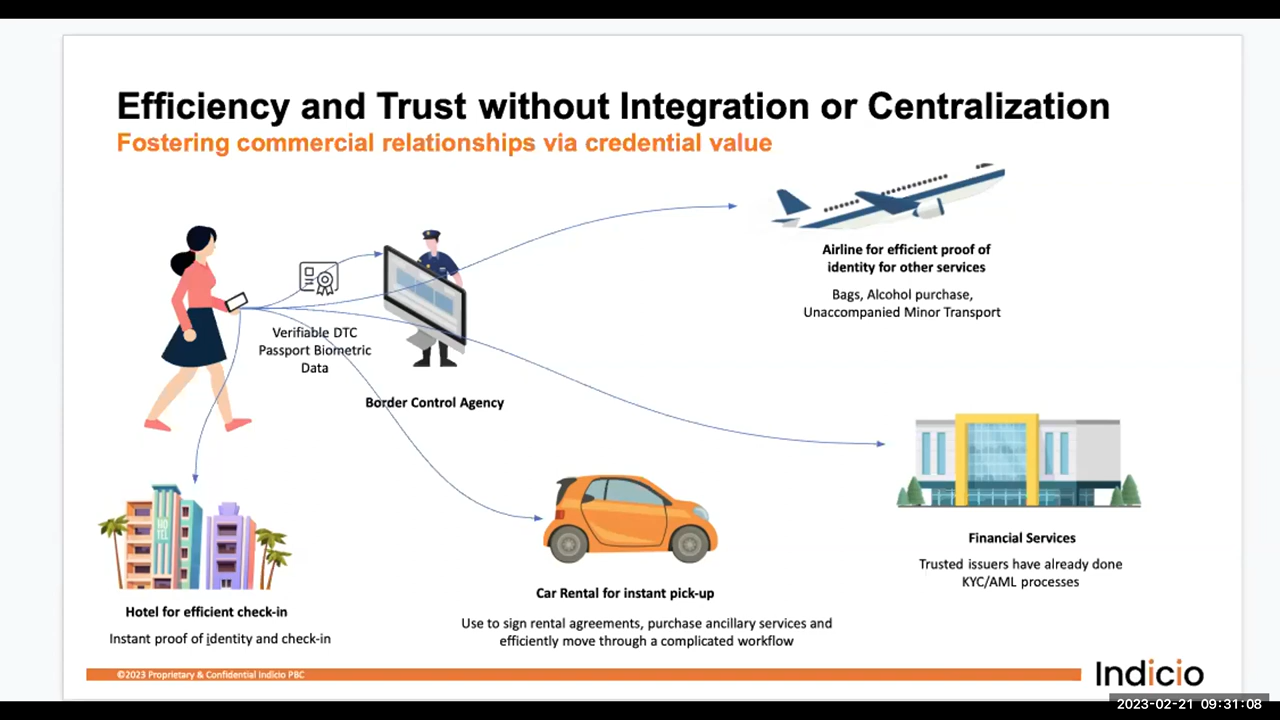 Efficiency and Trust without Integration or Centralization
Fostering commercial relationships via credential value
Airline for efficient proof of
identity for other services
Bags, Alcohol purchase,
Unaccompanied Minor Transport
Verifiable DTC
Passport Biometric
Data
Border Control Agency
HO
TEL
Financial Services
Trusted issuers have already done
KYC/AML processes
Car Rental for instant pick-up
Use to sign rental agreements, purchase ancillary services and
efficiently move through a complicated workflow
Hotel for efficient check-in
Instant proof of identity and check-in
©2023 Proprietary & Confidential Indicio PBC
Indicio
2023-02-21 09:31:08